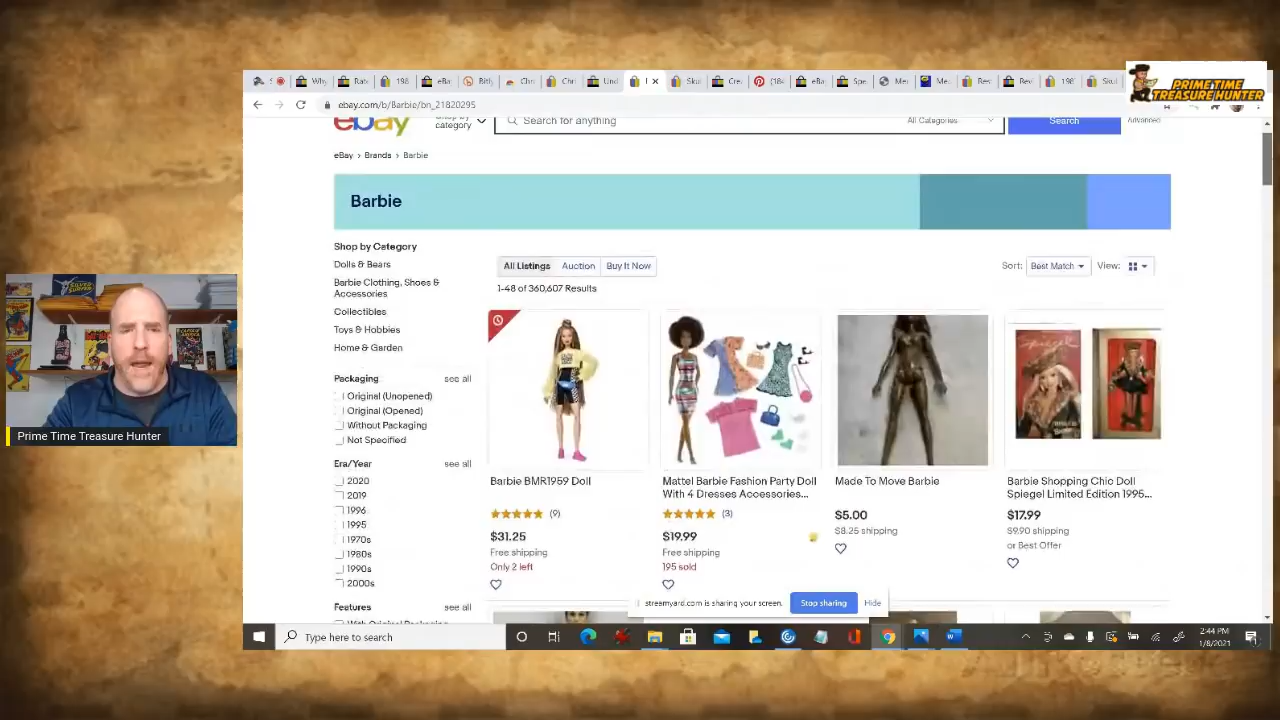 PRIME TIME
TREASURE HUNTER
ebay.com/b/Barbie/bn_21820295
ebay
Shop by
category
Search for anything
All Categories
Search
Advanced
eBay > Brands > Barbie
Barbie
Shop by Category
Dolls & Bears
Barbie Clothing, Shoes &
Accessories
Collectibles
Toys & Hobbies
Home & Garden
Packaging
see all
Original (Unopened)
Original (Opened)
Without Packaging
Not Specified
Era/Year
see all
2020
2019
1996
1995
1970s
1980s
1990s
2000s
Features
see all
With Original Packaging
All Listings
Auction
Buy It Now
Sort:
Best Match
View:
1-48 of 360,607 Results
Barbie BMR1959 Doll
(9)
$31.25
Free shipping
Only 2 left
Mattel Barbie Fashion Party Doll
With 4 Dresses Accessories...
(3)
$19.99
Free shipping
195 sold
Made To Move Barbie
$5.00
$8.25 shipping
Spiegel
Barbie Shopping Chic Doll
Spiegel Limited Edition 1995...
$17.99
$9.90 shipping
or Best Offer
streamyard.com is sharing your screen.
Stop sharing
Hide
Type here to search
2:44 PM
1/8/2021
Prime Time Treasure Hunter